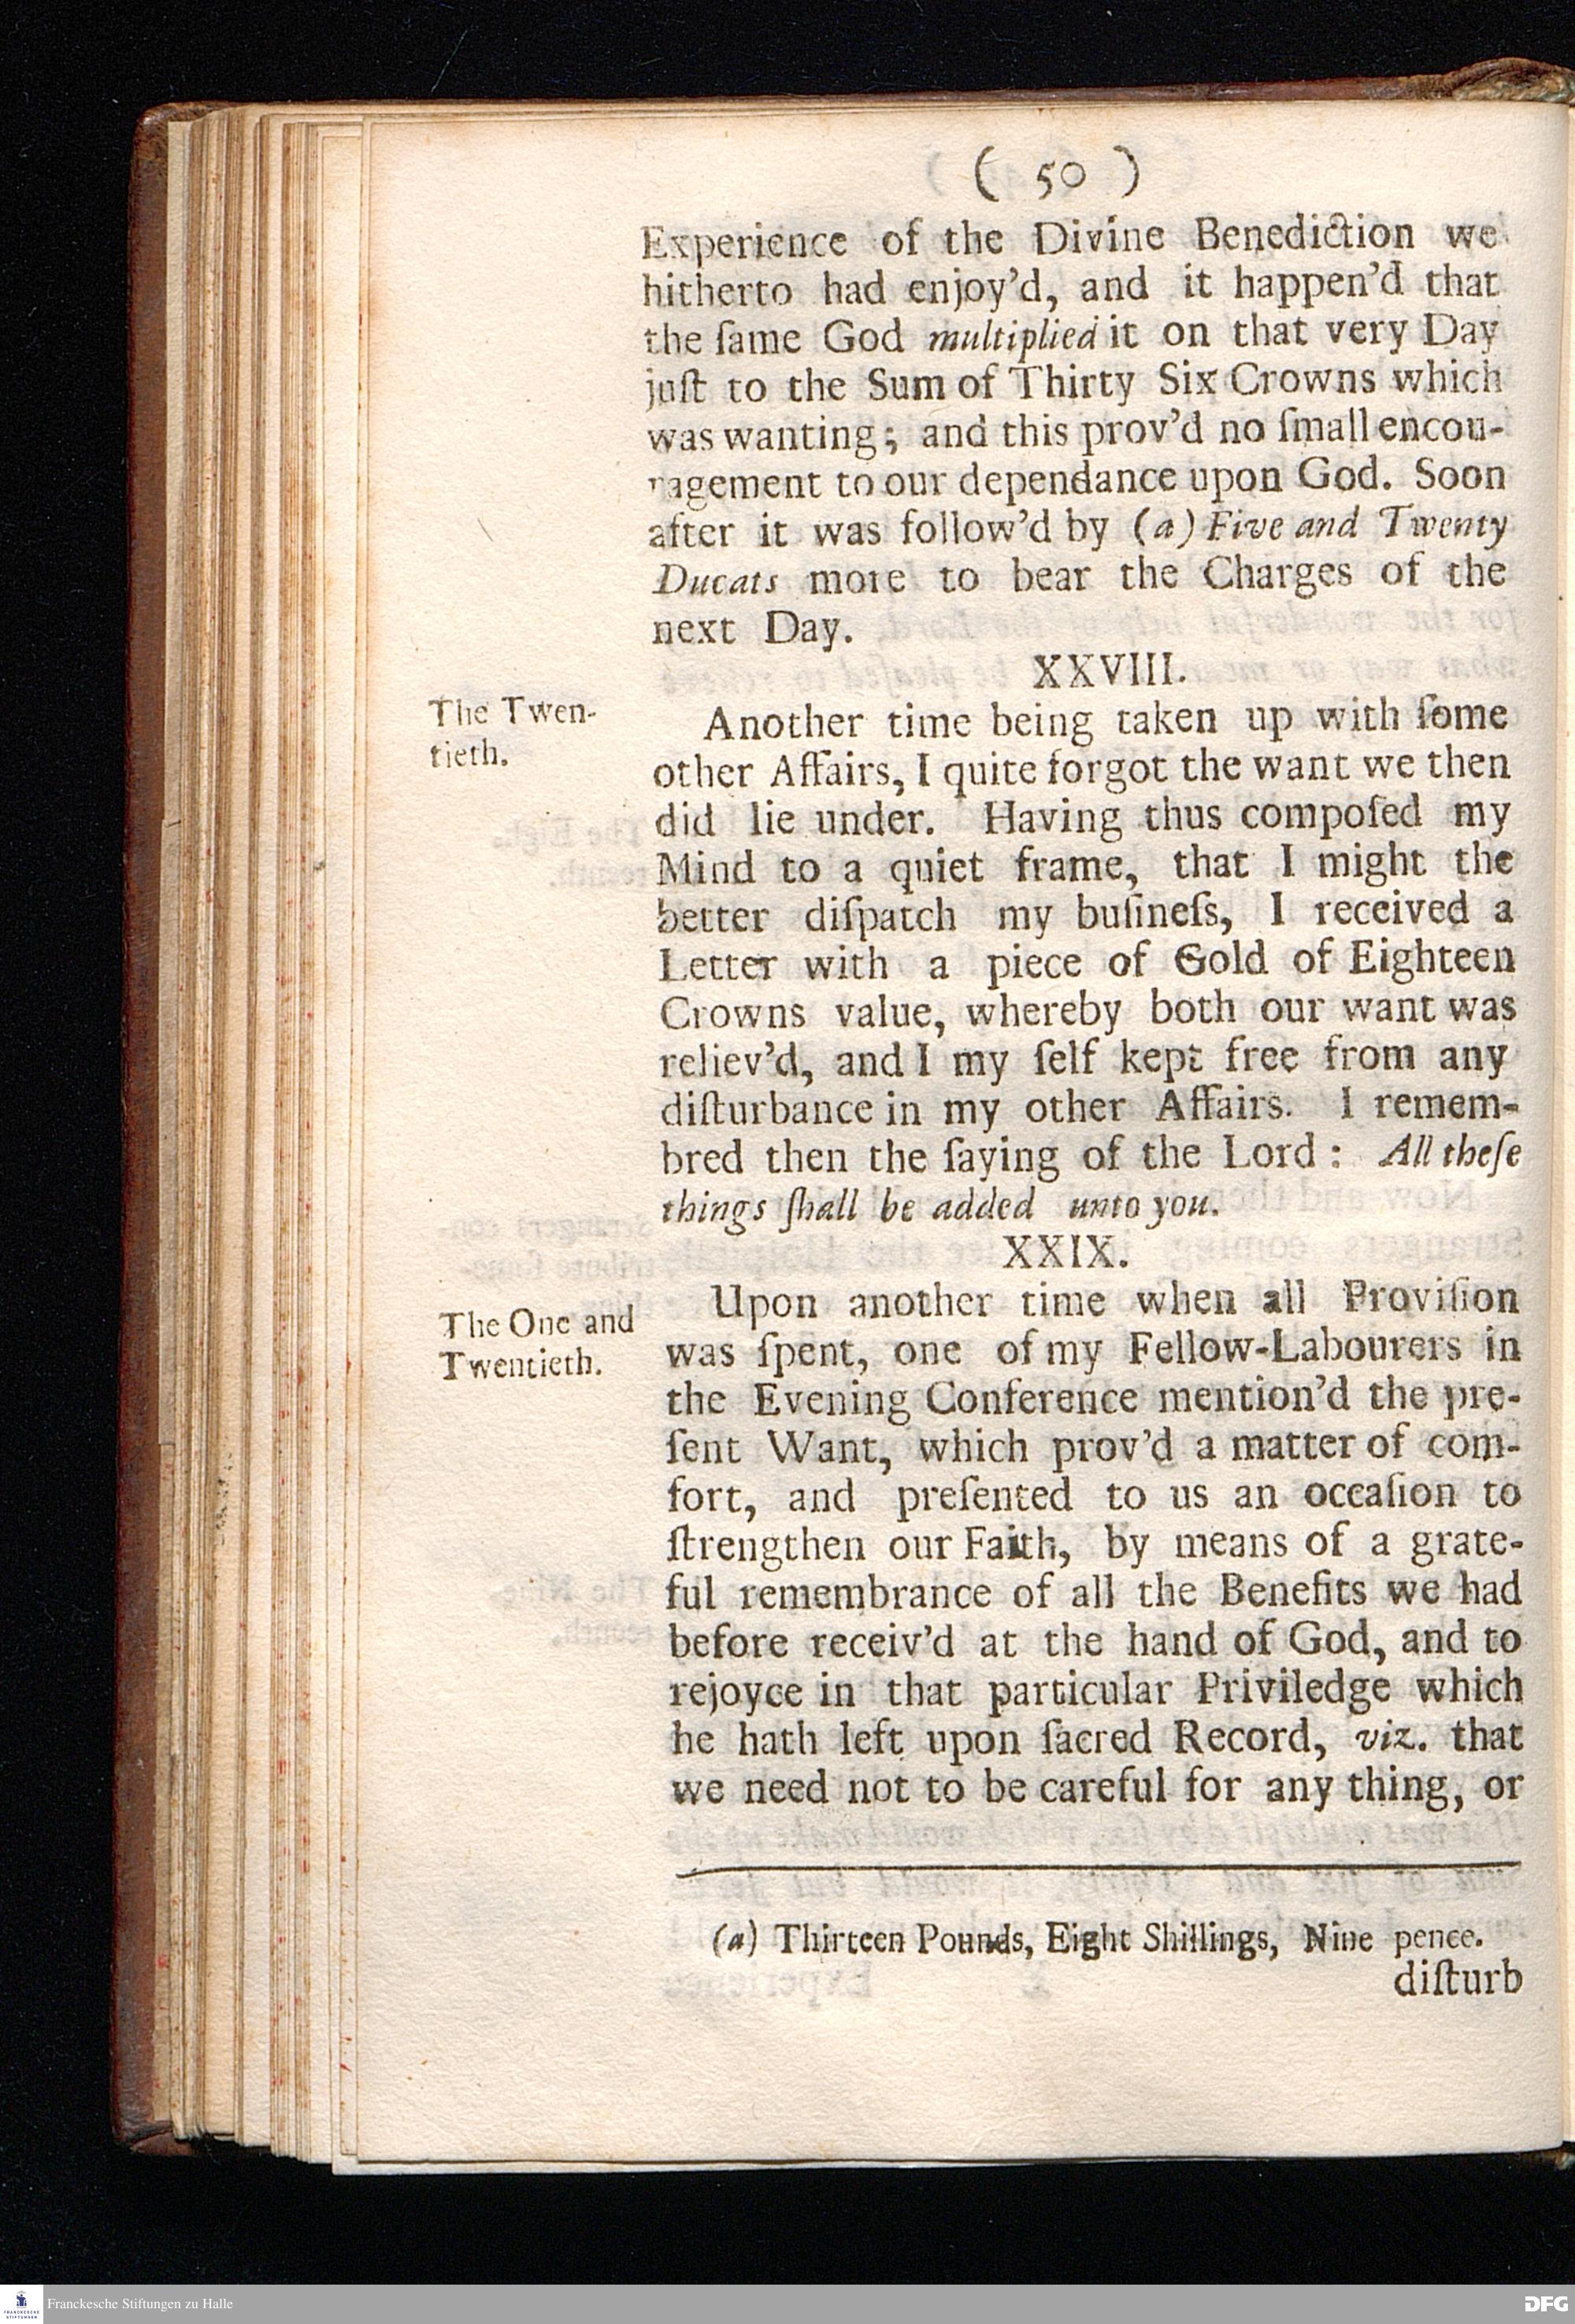 ( 50 )
Experience of the Divine Benediction we
hitherto had enjoy'd, and it happen'd that
the ſame God multiplied it on that very Day
juſt to the Sum of Thirty Six Crowns which
was wanting; and this prov'd no ſmall encou-
ragement to our dependance upon God. Soon
after it was follow'd by (a) Five and Twenty
Ducats more to bear the Charges of the
next Day.
XXVIII.
The Twen-
tieth.
Another time being taken up with ſome
other Affairs, I quite forgot the want we then
did lie under. Having thus compoſed my
Mind to a quiet frame, that I might the
better diſpatch my buſineſs, I received a
Letter with a piece of Gold of Eighteen
Crowns value, whereby both our want was
reliev'd, and I my ſelf kept free from any
diſturbance in my other Affairs. I remem-
bred then the ſaying of the Lord: All theſe
things ſhall be added unto you.
XXIX.
The One and
Twentieth.
Upon another time when all Proviſion
was ſpent, one of my Fellow-Labourers in
the Evening Conference mention'd the pre-
ſent Want, which prov'd a matter of com-
fort, and preſented to us an occaſion to
ſtrengthen our Faith, by means of a grate-
ful remembrance of all the Benefits we had
before receiv'd at the hand of God, and to
rejoyce in that particular Priviledge which
he hath left upon ſacred Record, viz. that
we need not to be careful for any thing, or
(a) Thirteen Pounds, Eight Shillings, Nine pence.
diſturb
FRANCKESCHE
STIFTUNGEN
Franckesche Stiftungen zu Halle
DFG